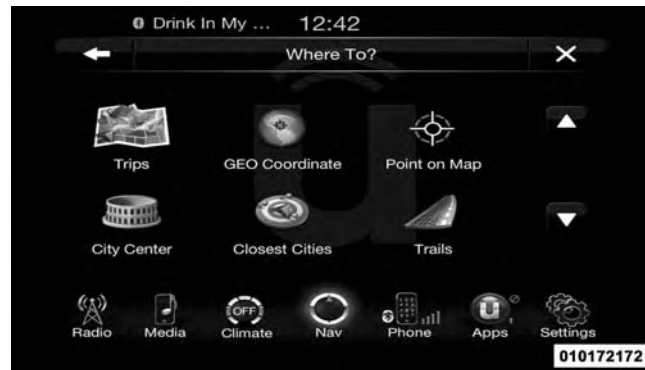 Drink In My ... 12:42
Where To?
Trips GEO Coordinate Point on Map
City Center Closest Cities Trails
OFF
Radio Media Climate Nav Phone Apps Settings
010172172